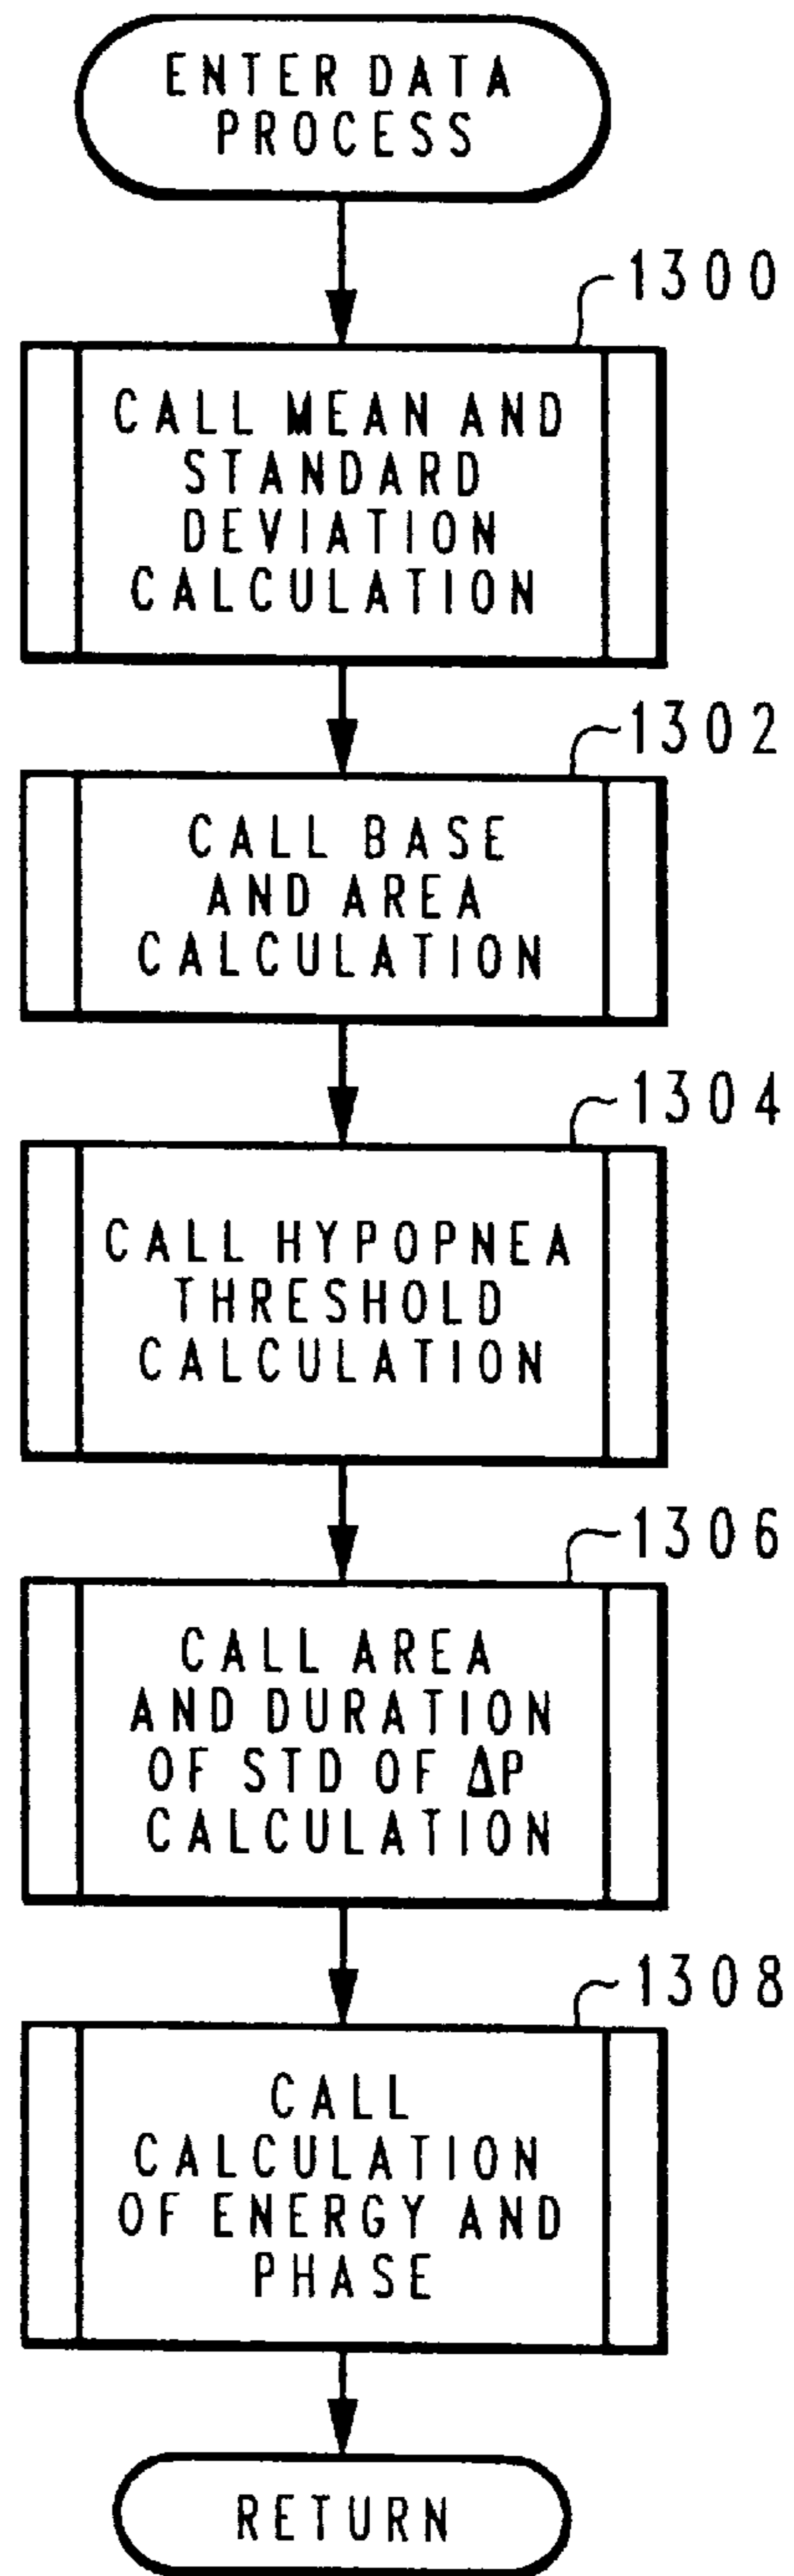 ENTER DATA
PROCESS
1300
CALL MEAN AND
STANDARD
DEVIATION
CALCULATION
1302
CALL BASE
AND AREA
CALCULATION
1304
CALL HYPOPNEA
THRESHOLD
CALCULATION
1306
CALL AREA
AND DURATION
OF STD OF ΔP
CALCULATION
1308
CALL
CALCULATION
OF ENERGY AND
PHASE
RETURN